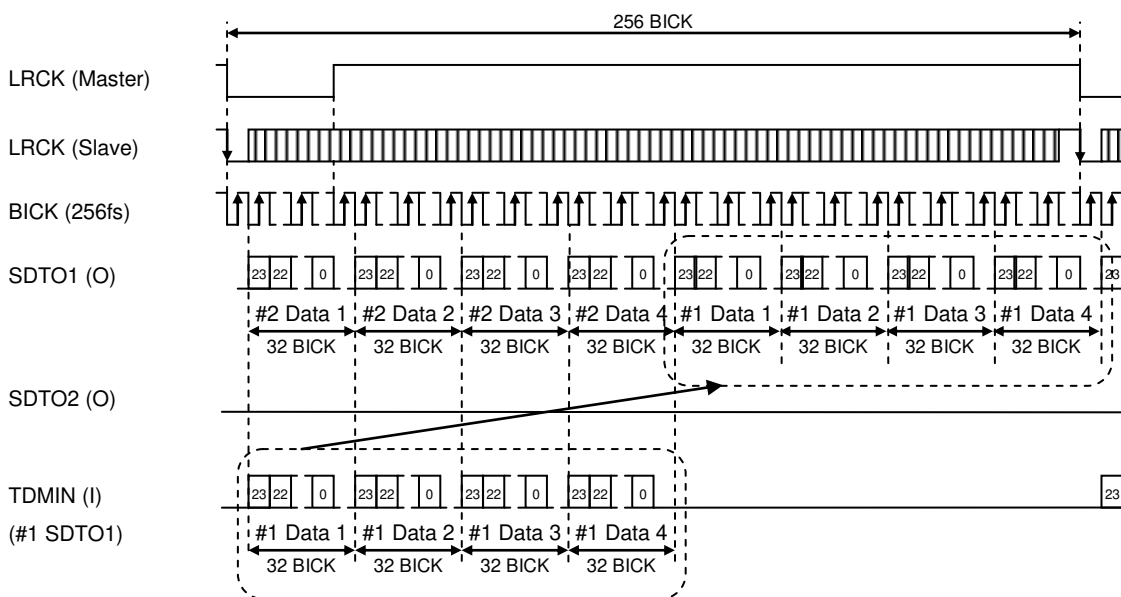 256 BICK
LRCK (Master)
LRCK (Slave)
BICK (256fs)
SDTO1 (O)
23 22 0 23 22 0 23 22 0 23 22 0 23 22 0 23 22 0 23 22 0 23 22 0 23
#2 Data 1 #2 Data 2 #2 Data 3 #2 Data 4 #1 Data 1 #1 Data 2 #1 Data 3 #1 Data 4
32 BICK 32 BICK 32 BICK 32 BICK 32 BICK 32 BICK 32 BICK 32 BICK
SDTO2 (O)
TDMIN (I)
23 22 0 23 22 0 23 22 0 23 22 0 23
(#1 SDTO1)
#1 Data 1 #1 Data 2 #1 Data 3 #1 Data 4
32 BICK 32 BICK 32 BICK 32 BICK